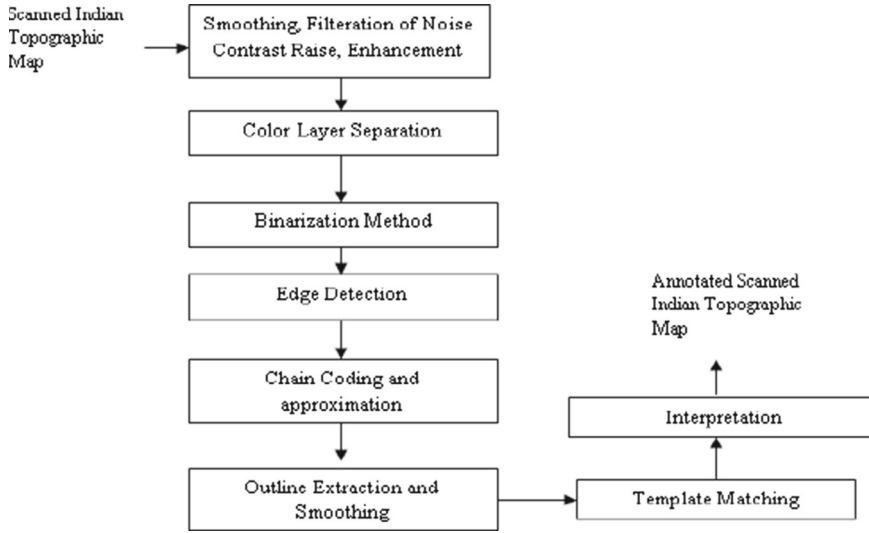 Scanned Indian
Topographic
Map
Smoothing, Filteration of Noise
Contrast Raise, Enhancement
Color Layer Separation
Binarization Method
Edge Detection
Chain Coding and
approximation
Outline Extraction and
Smoothing
Template Matching
Interpretation
Annotated Scanned
Indian Topographic
Map